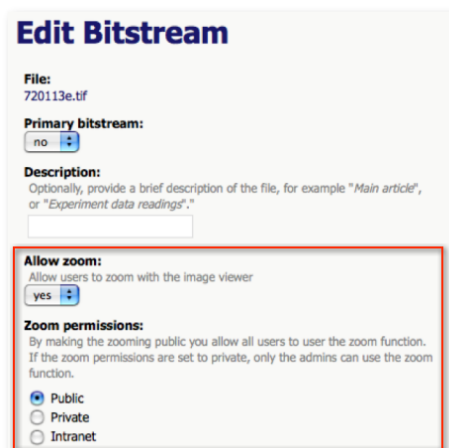 Edit Bitstream
File:
720113e.tif
Primary bitstream:
no
Description:
Optionally, provide a brief description of the file, for example "Main article",
or "Experiment data readings"."
Allow zoom:
Allow users to zoom with the image viewer
yes
Zoom permissions:
By making the zooming public you allow all users to user the zoom function.
If the zoom permissions are set to private, only the admins can use the zoom
function.
Public
Private
Intranet